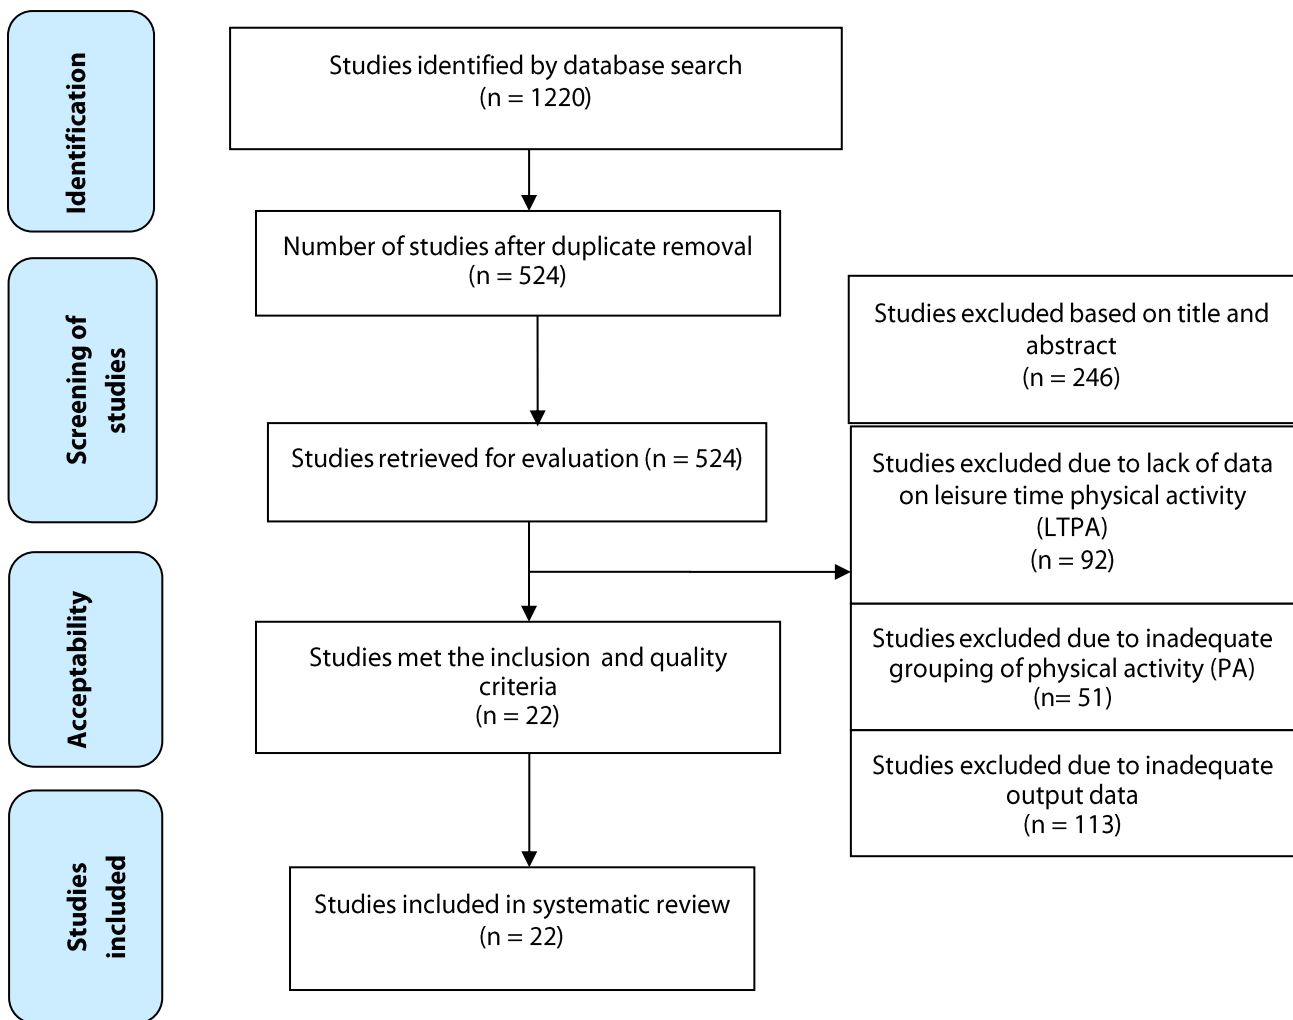 Identification
Studies identified by database search
(n = 1220)
Number of studies after duplicate removal
(n = 524)
Screening of
studies
Studies excluded based on title and
abstract
(n = 246)
Studies retrieved for evaluation (n = 524)
Studies excluded due to lack of data
on leisure time physical activity
(LTPA)
(n = 92)
Acceptability
Studies met the inclusion and quality
criteria
(n = 22)
Studies excluded due to inadequate
grouping of physical activity (PA)
(n= 51)
Studies excluded due to inadequate
output data
(n = 113)
Studies
included
Studies included in systematic review
(n = 22)